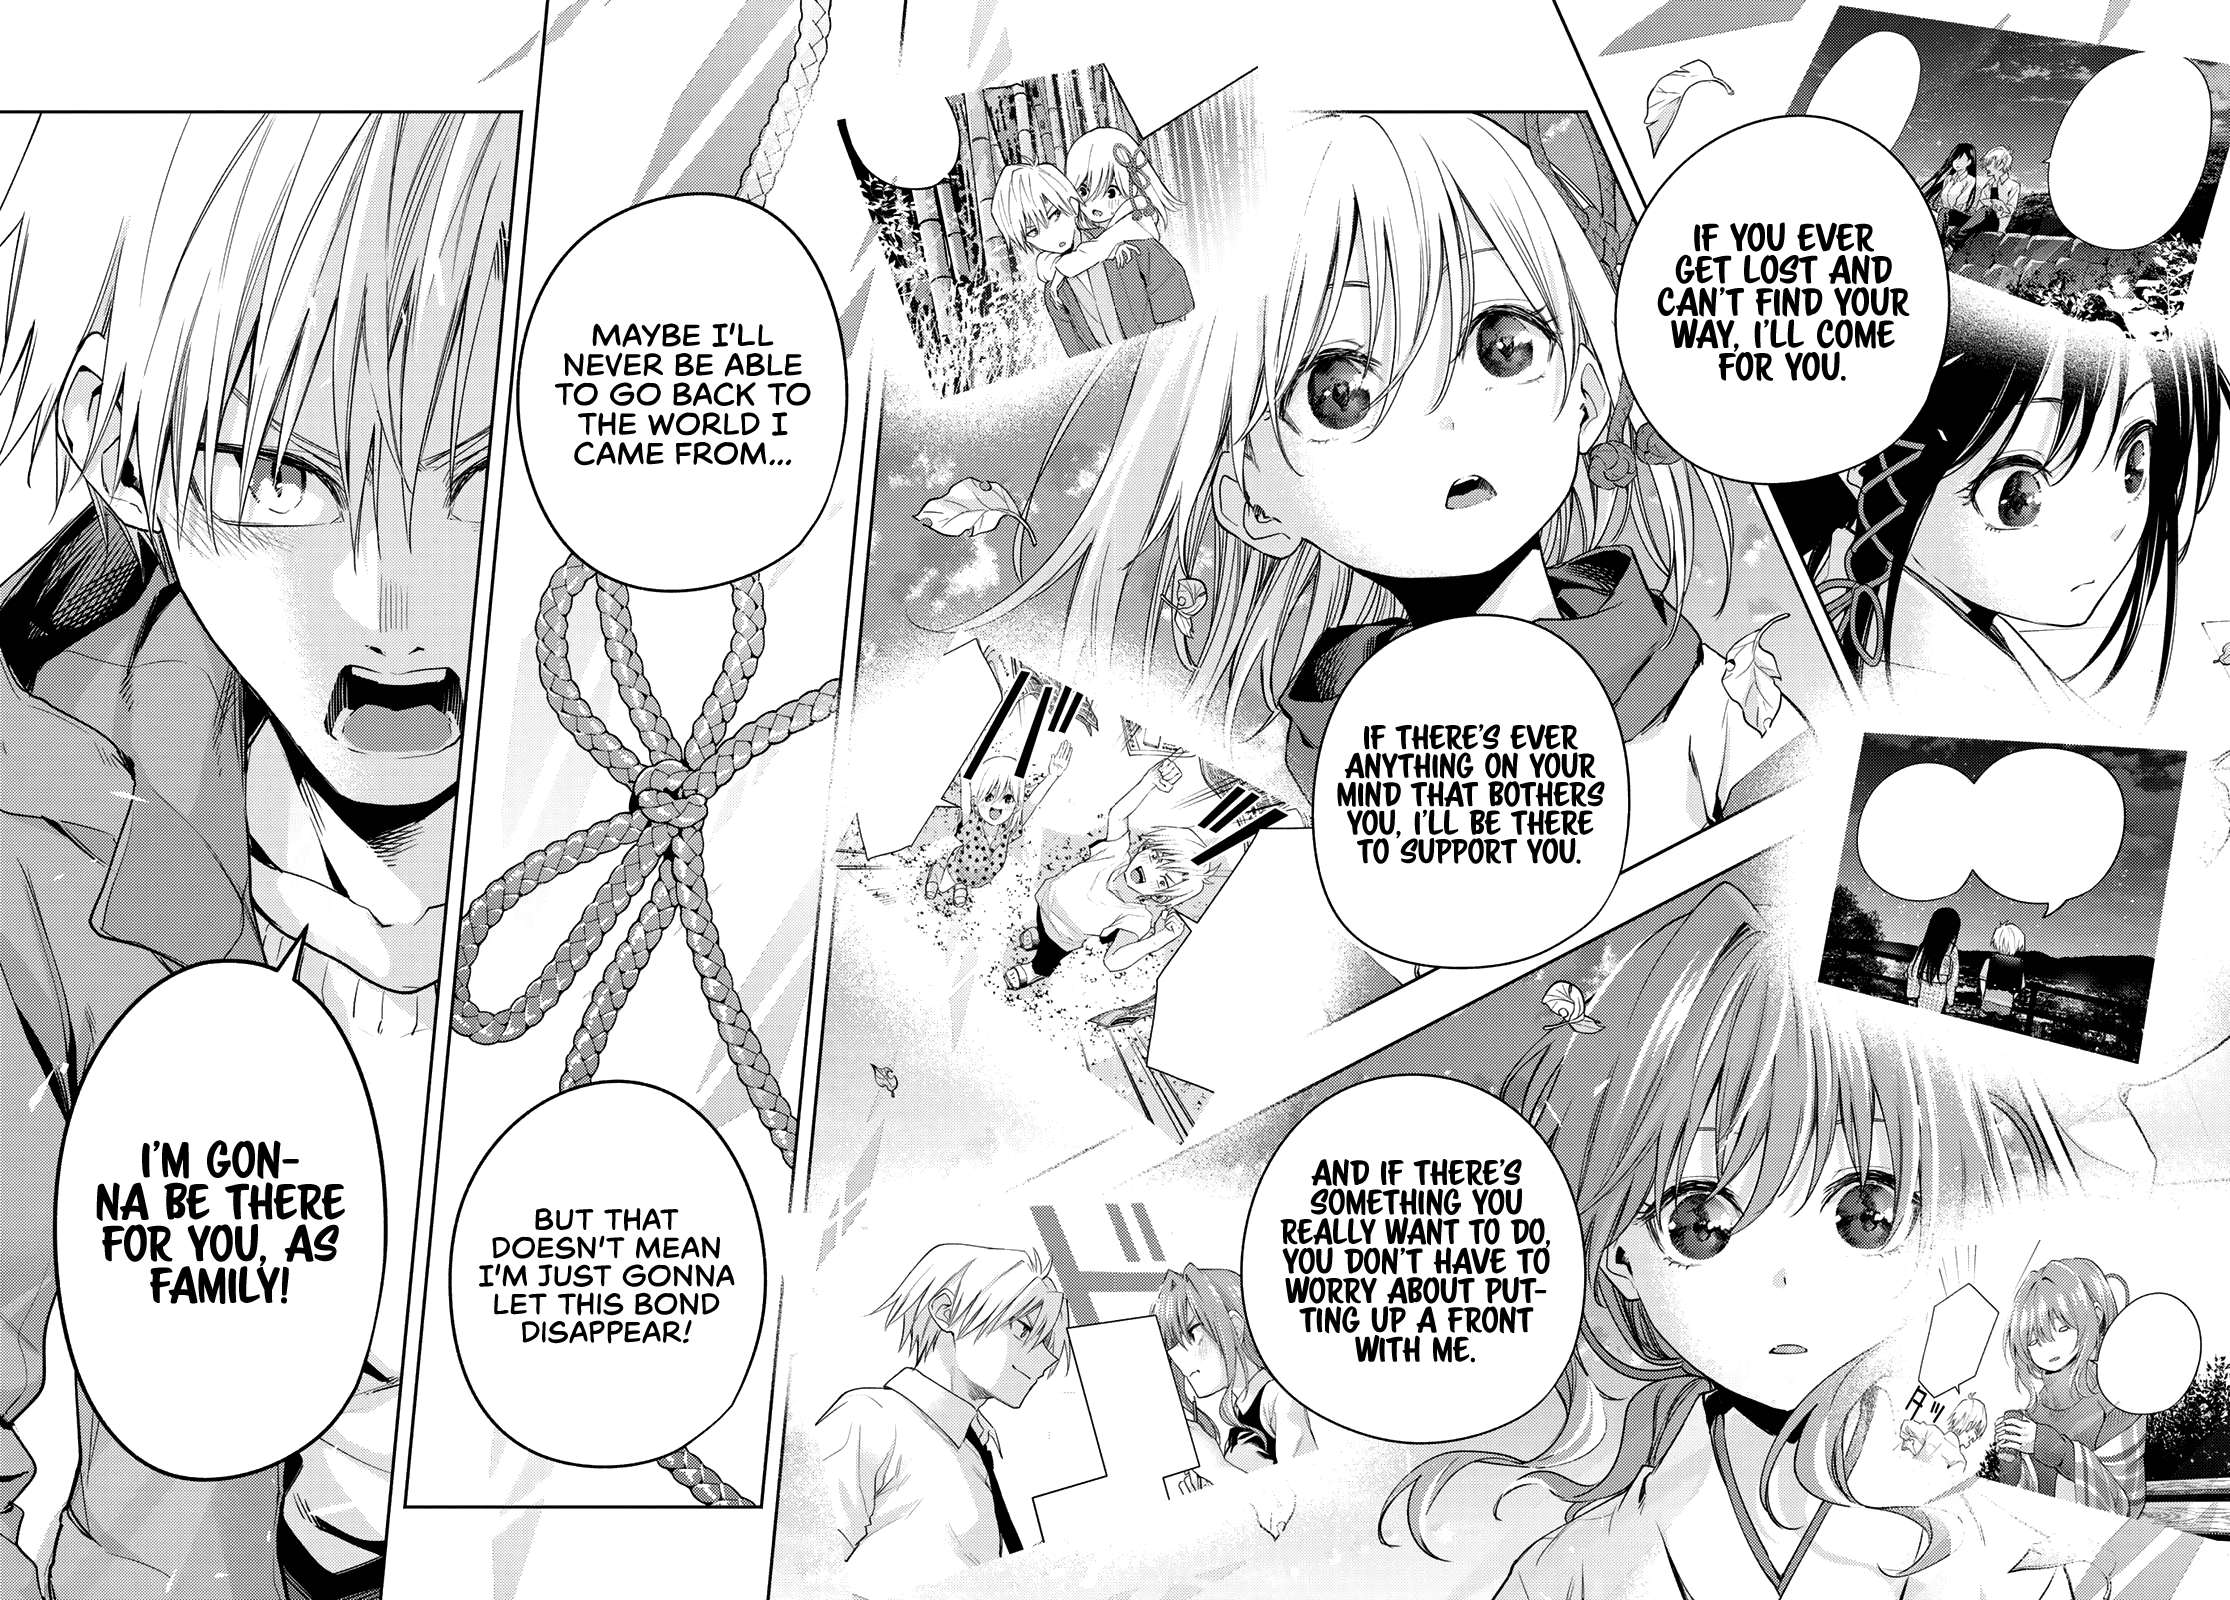 IF YOU EVER
GET LOST AND
CAN'T FIND YOUR
WAY, I'LL COME
FOR YOU.
IF THERE'S EVER
ANYTHING ON YOUR
MIND THAT BOTHERS
YOU, I'LL BE THERE
TO SUPPORT YOU.
AND IF THERE'S
SOMETHING YOU
REALLY WANT TO DO,
YOU DON'T HAVE TO
WORRY ABOUT PUT-
TING UP A FRONT
WITH ME.
MAYBE I'LL
NEVER BE ABLE
TO GO BACK TO
THE WORLD I
CAME FROM...
BUT THAT
DOESN'T MEAN
I'M JUST GONNA
LET THIS BOND
DISAPPEAR!
I'M GON-
NA BE THERE
FOR YOU, AS
FAMILY!